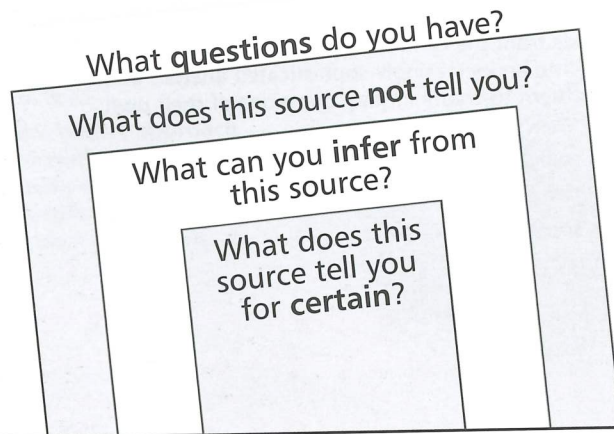 What questions do you have?
What does this source not tell you?
What can you infer from
this source?
What does this
source tell you
for certain?